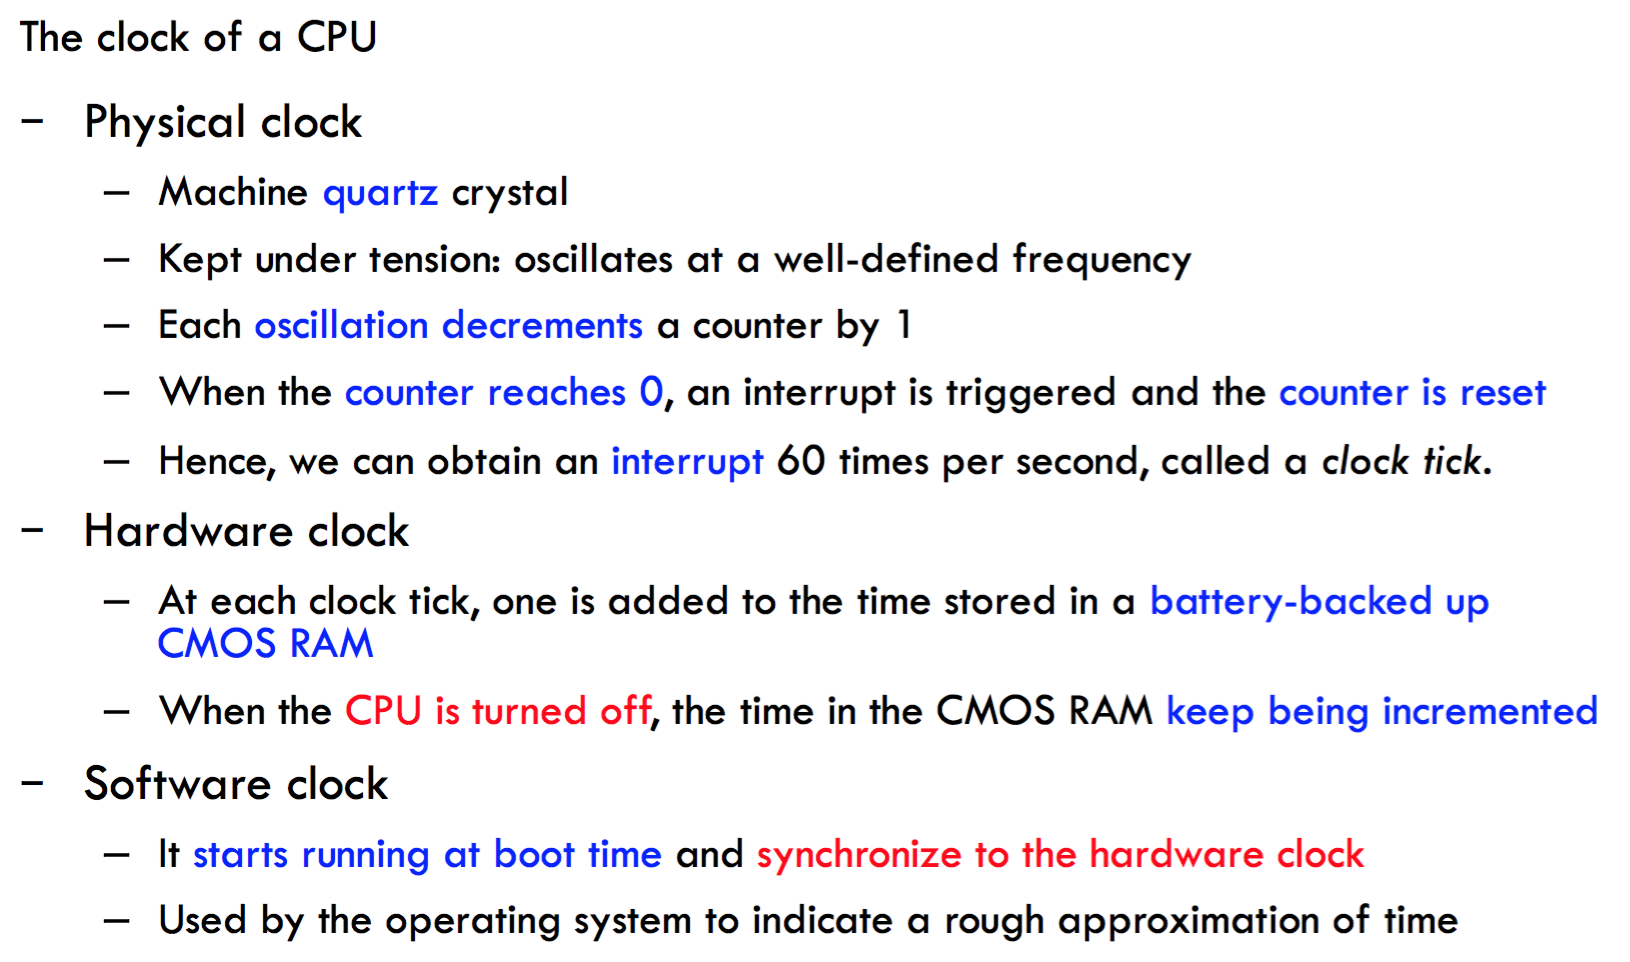 The clock of a CPU
– Physical clock
– Machine quartz crystal
– Kept under tension: oscillates at a well-defined frequency
– Each oscillation decrements a counter by 1
– When the counter reaches 0, an interrupt is triggered and the counter is reset
– Hence, we can obtain an interrupt 60 times per second, called a clock tick.
– Hardware clock
– At each clock tick, one is added to the time stored in a battery-backed up
CMOS RAM
– When the CPU is turned off, the time in the CMOS RAM keep being incremented
– Software clock
– It starts running at boot time and synchronize to the hardware clock
– Used by the operating system to indicate a rough approximation of time